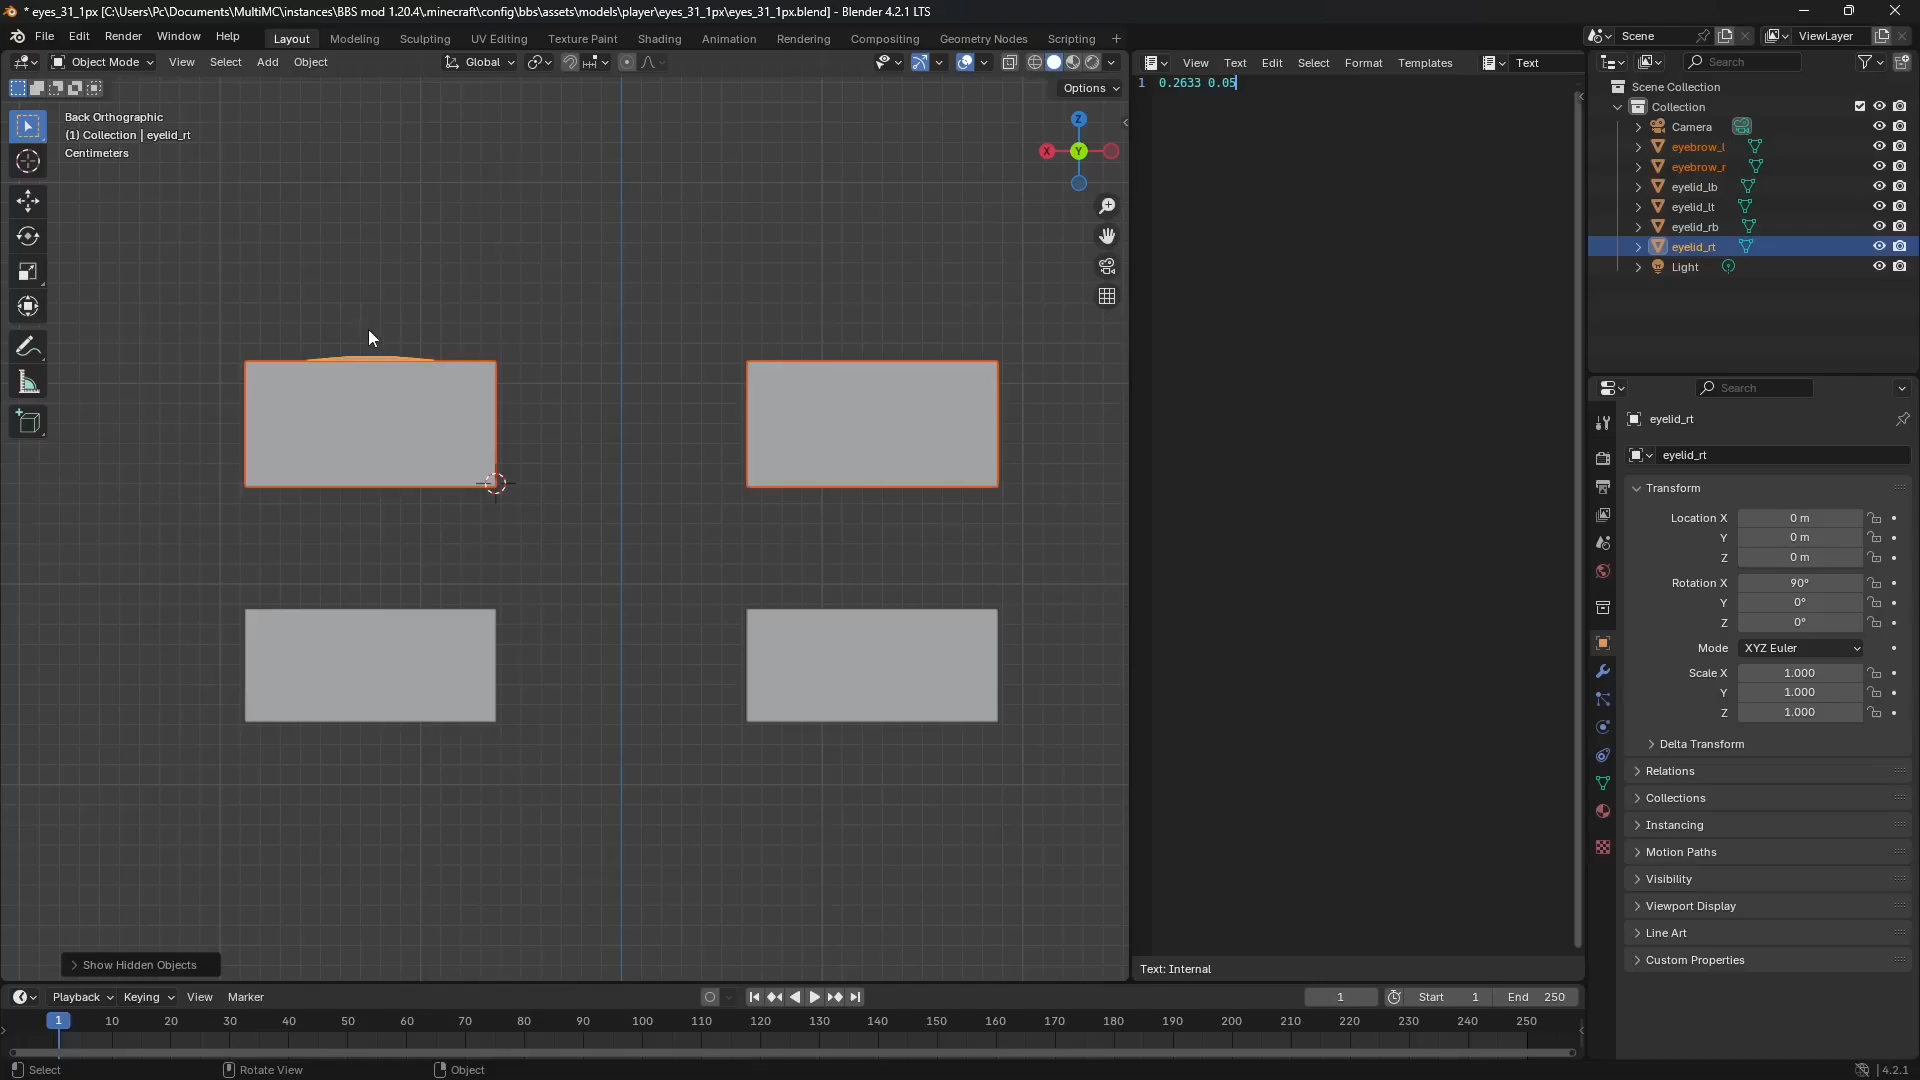 * eyes_31_1px [C:\Users\Pc\Documents\MultiMC\instances\BBS mod 1.20.4\.minecraft\config\bbs\assets\models\player\eyes_31_1px\eyes_31_1px.blend] - Blender 4.2.1 LTS
File Edit Render Window Help Layout Modeling Sculpting UV Editing Texture Paint Shading Animation Rendering Compositing Geometry Nodes Scripting + Scene ViewLayer
Object Mode View Select Add Object Global View Text Edit Select Format Templates Text Search
Options
1 0.2633 0.05
Back Orthographic
(1) Collection | eyelid_rt
Centimeters
Z
X Y
Show Hidden Objects
Text: Internal
Scene Collection
Collection
Camera
eyebrow_l
eyebrow_r
eyelid_lb
eyelid_lt
eyelid_rb
eyelid_rt
Light
Search
eyelid_rt
eyelid_rt
Transform
Location X 0 m
Y 0 m
Z 0 m
Rotation X 90°
Y 0°
Z 0°
Mode XYZ Euler
Scale X 1.000
Y 1.000
Z 1.000
Delta Transform
Relations
Collections
Instancing
Motion Paths
Visibility
Viewport Display
Line Art
Custom Properties
Playback Keying View Marker 1 Start 1 End 250
1 10 20 30 40 50 60 70 80 90 100 110 120 130 140 150 160 170 180 190 200 210 220 230 240 250
Select Rotate View Object 4.2.1